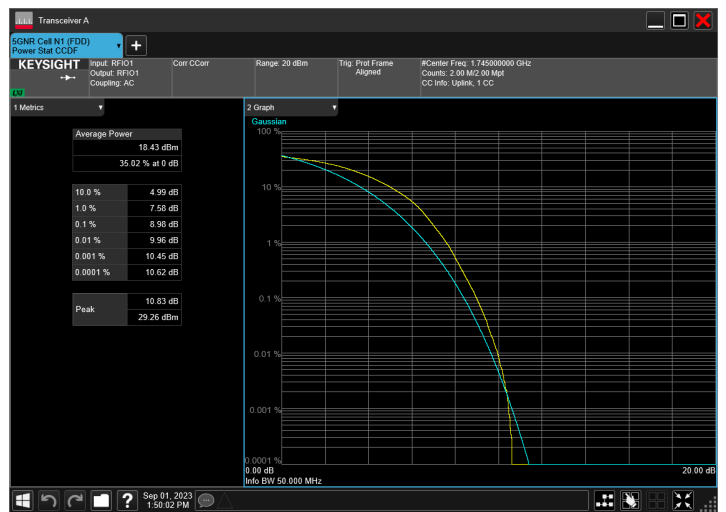 Transceiver A
5GNR Cell N1 (FDD)
Power Stat CCDF
+
KEYSIGHT
LXI
Input: RFIO1
Output: RFIO1
Coupling: AC
Corr CCorr
Range: 20 dBm
Trig: Prot Frame
Aligned
#Center Freq: 1.745000000 GHz
Counts: 2.00 M/2.00 Mpt
CC Info: Uplink, 1 CC
1 Metrics
Average Power
18.43 dBm
35.02 % at 0 dB
10.0 % 4.99 dB
1.0 % 7.58 dB
0.1 % 8.98 dB
0.01 % 9.96 dB
0.001 % 10.45 dB
0.0001 % 10.62 dB
Peak
10.83 dB
29.26 dBm
2 Graph
Gaussian
100 %
10 %
1 %
0.1 %
0.01 %
0.001 %
0.0001 %
0.00 dB 20.00 dB
Info BW 50.000 MHz
?
Sep 01, 2023
1:50:02 PM